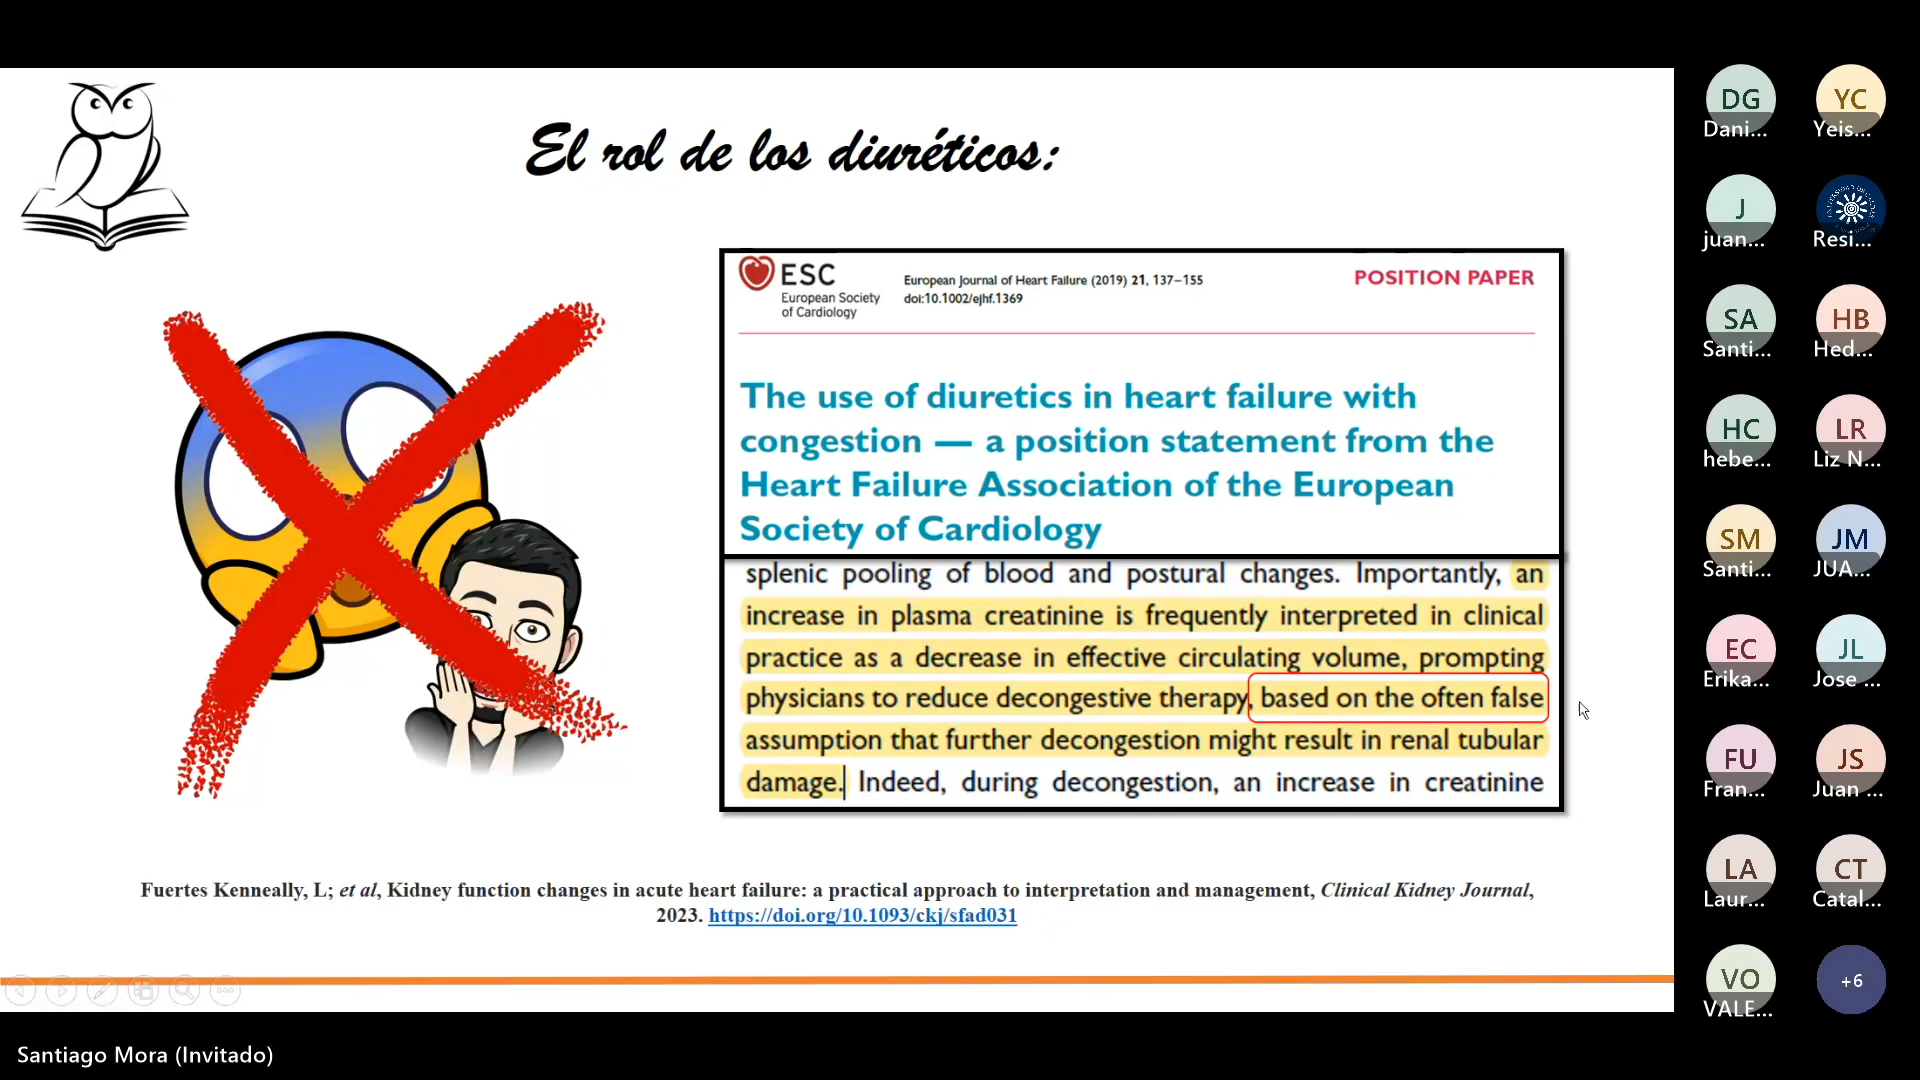 El rol de los diuréticos:
ESC
European Society
of Cardiology
European Journal of Heart Failure (2019) 21, 137–155
doi:10.1002/ejhf.1369
POSITION PAPER
The use of diuretics in heart failure with
congestion — a position statement from the
Heart Failure Association of the European
Society of Cardiology
splenic pooling of blood and postural changes. Importantly, an
increase in plasma creatinine is frequently interpreted in clinical
practice as a decrease in effective circulating volume, prompting
physicians to reduce decongestive therapy, based on the often false
assumption that further decongestion might result in renal tubular
damage. Indeed, during decongestion, an increase in creatinine
Fuertes Kenneally, L; et al, Kidney function changes in acute heart failure: a practical approach to interpretation and management, Clinical Kidney Journal,
2023. https://doi.org/10.1093/ckj/sfad031
DG
Dani...
YC
Yeis...
J
juan...
Resi...
SA
Santi...
HB
Hed...
HC
hebe...
LR
Liz N...
SM
Santi...
JM
JUA...
EC
Erika...
JL
Jose ...
FU
Fran...
JS
Juan ...
LA
Laur...
CT
Catal...
VO
VALE...
+6
Santiago Mora (Invitado)